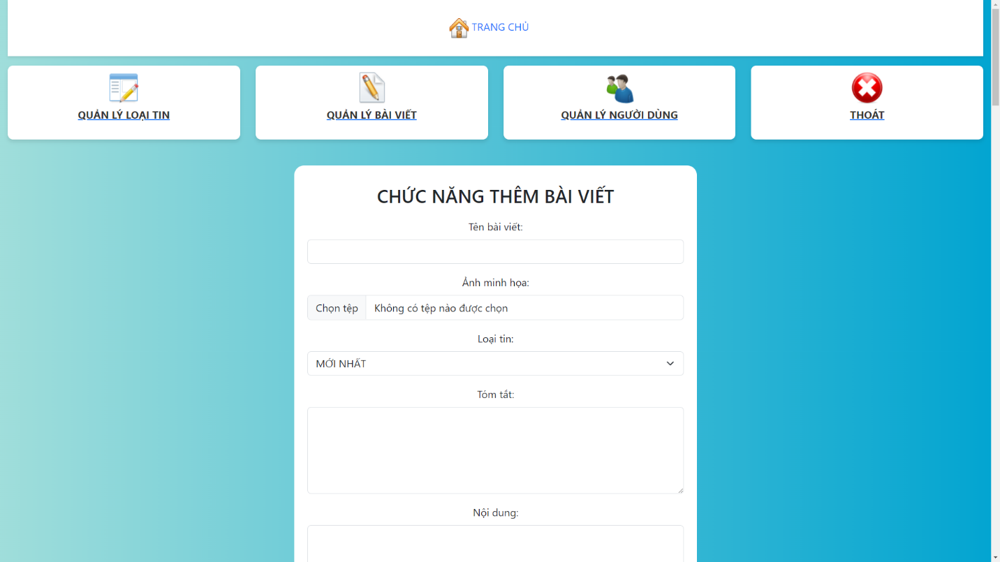 TRANG CHỦ
QUẢN LÝ LOẠI TIN
QUẢN LÝ BÀI VIẾT
QUẢN LÝ NGƯỜI DÙNG
THOÁT
CHỨC NĂNG THÊM BÀI VIẾT
Tên bài viết:
Ảnh minh họa:
Chọn tệp Không có tệp nào được chọn
Loại tin:
MỚI NHẤT
Tóm tắt:
Nội dung: